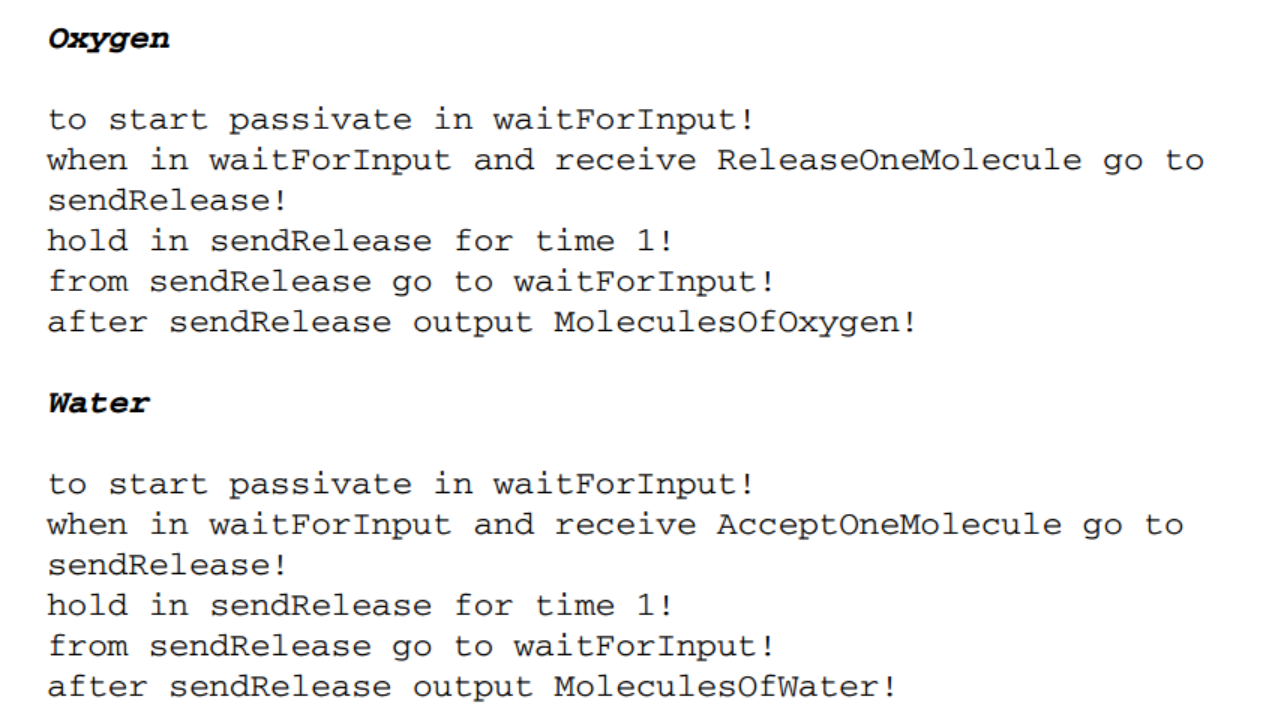 Oxygen
to start passivate in waitForInput!
when in waitForInput and receive ReleaseOneMolecule go to
sendRelease!
hold in sendRelease for time 1!
from sendRelease go to waitForInput!
after sendRelease output MoleculesOfOxygen!
Water
to start passivate in waitForInput!
when in waitForInput and receive AcceptOneMolecule go to
sendRelease!
hold in sendRelease for time 1!
from sendRelease go to waitForInput!
after sendRelease output MoleculesOfWater!